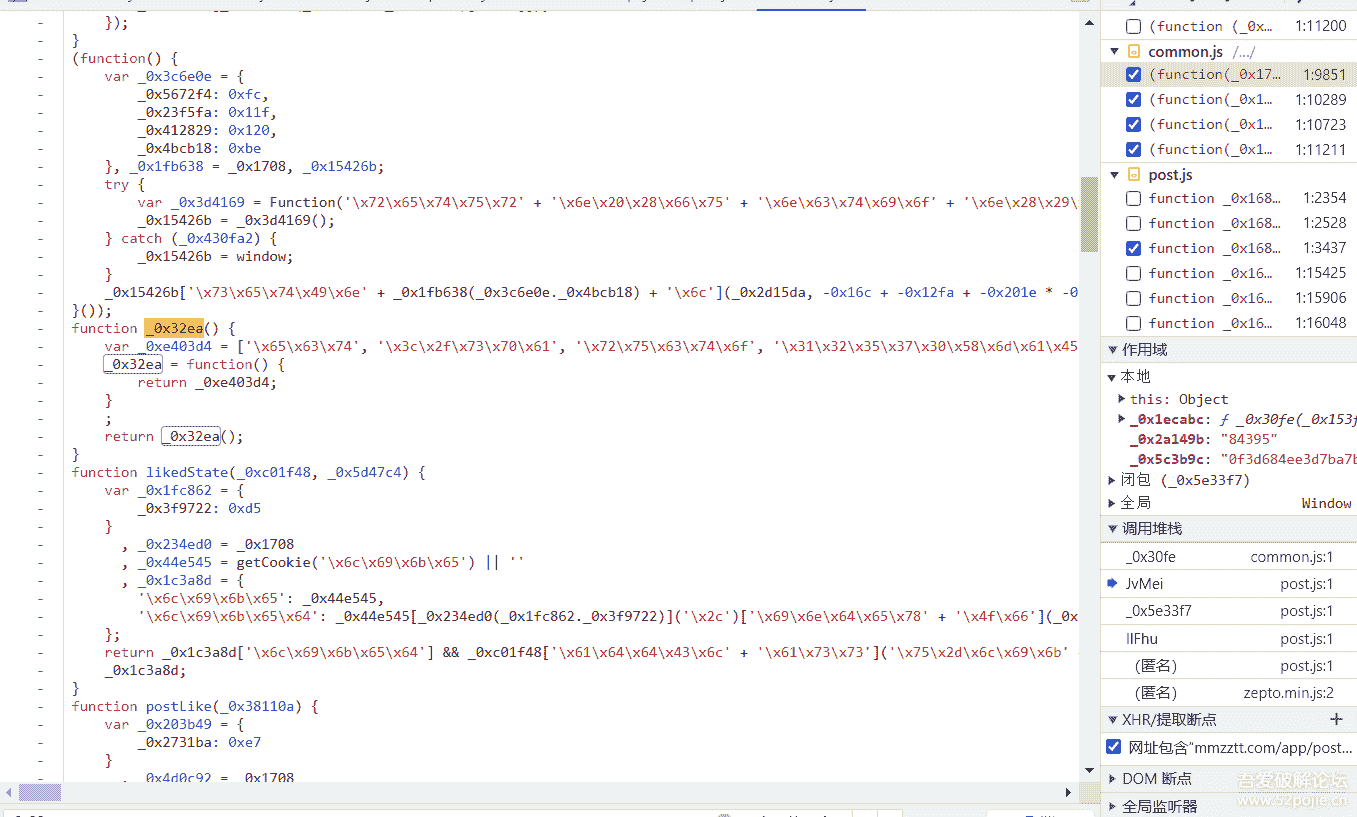 });
}
(function() {
var _0x3c6e0e = {
_0x5672f4: 0xfc,
_0x23f5fa: 0x11f,
_0x412829: 0x120,
_0x4bcb18: 0xbe
}, _0x1fb638 = _0x1708, _0x15426b;
try {
var _0x3d4169 = Function('\x72\x65\x74\x75\x72' + '\x6e\x20\x28\x66\x75' + '\x6e\x63\x74\x69\x6f' + '\x6e\x28\x29\
_0x15426b = _0x3d4169();
} catch (_0x430fa2) {
_0x15426b = window;
}
_0x15426b['\x73\x65\x74\x49\x6e' + _0x1fb638(_0x3c6e0e._0x4bcb18) + '\x6c'](_0x2d15da, -0x16c + -0x12fa + -0x201e * -0
}());
function _0x32ea() {
var _0xe403d4 = ['\x65\x63\x74', '\x3c\x2f\x73\x70\x61', '\x72\x75\x63\x74\x6f', '\x31\x32\x35\x37\x30\x58\x6d\x61\x45
_0x32ea = function() {
return _0xe403d4;
}
;
return _0x32ea();
}
function likedState(_0xc01f48, _0x5d47c4) {
var _0x1fc862 = {
_0x3f9722: 0xd5
}
, _0x234ed0 = _0x1708
, _0x44e545 = getCookie('\x6c\x69\x6b\x65') || ''
, _0x1c3a8d = {
'\x6c\x69\x6b\x65': _0x44e545,
'\x6c\x69\x6b\x65\x64': _0x44e545[_0x234ed0(_0x1fc862._0x3f9722)]('\x2c')['\x69\x6e\x64\x65\x78' + '\x4f\x66'](_0x
};
return _0x1c3a8d['\x6c\x69\x6b\x65\x64'] && _0xc01f48['\x61\x64\x64\x43\x6c' + '\x61\x73\x73']('\x75\x2d\x6c\x69\x6b'
_0x1c3a8d;
}
function postLike(_0x38110a) {
var _0x203b49 = {
_0x2731ba: 0xe7
}
, _0x4d0c92 = _0x1708
(function (_0x... 1:11200
common.js /.../
(function(_0x17... 1:9851
(function(_0x1... 1:10289
(function(_0x1... 1:10723
(function(_0x1... 1:11211
post.js
function _0x168... 1:2354
function _0x168... 1:2528
function _0x168... 1:3437
function _0x16... 1:15425
function _0x16... 1:15906
function _0x16... 1:16048
作用域
本地
this: Object
_0x1ecabc: ƒ _0x30fe(_0x153f
_0x2a149b: "84395"
_0x5c3b9c: "0f3d684ee3d7ba7b
闭包 (_0x5e33f7)
全局 Window
调用堆栈
_0x30fe common.js:1
JvMei post.js:1
_0x5e33f7 post.js:1
IIFhu post.js:1
(匿名) post.js:1
(匿名) zepto.min.js:2
XHR/提取断点
网址包含"mmzztt.com/app/post...
DOM 断点
全局监听器
吾爱破解论坛
www.52pojie.cn